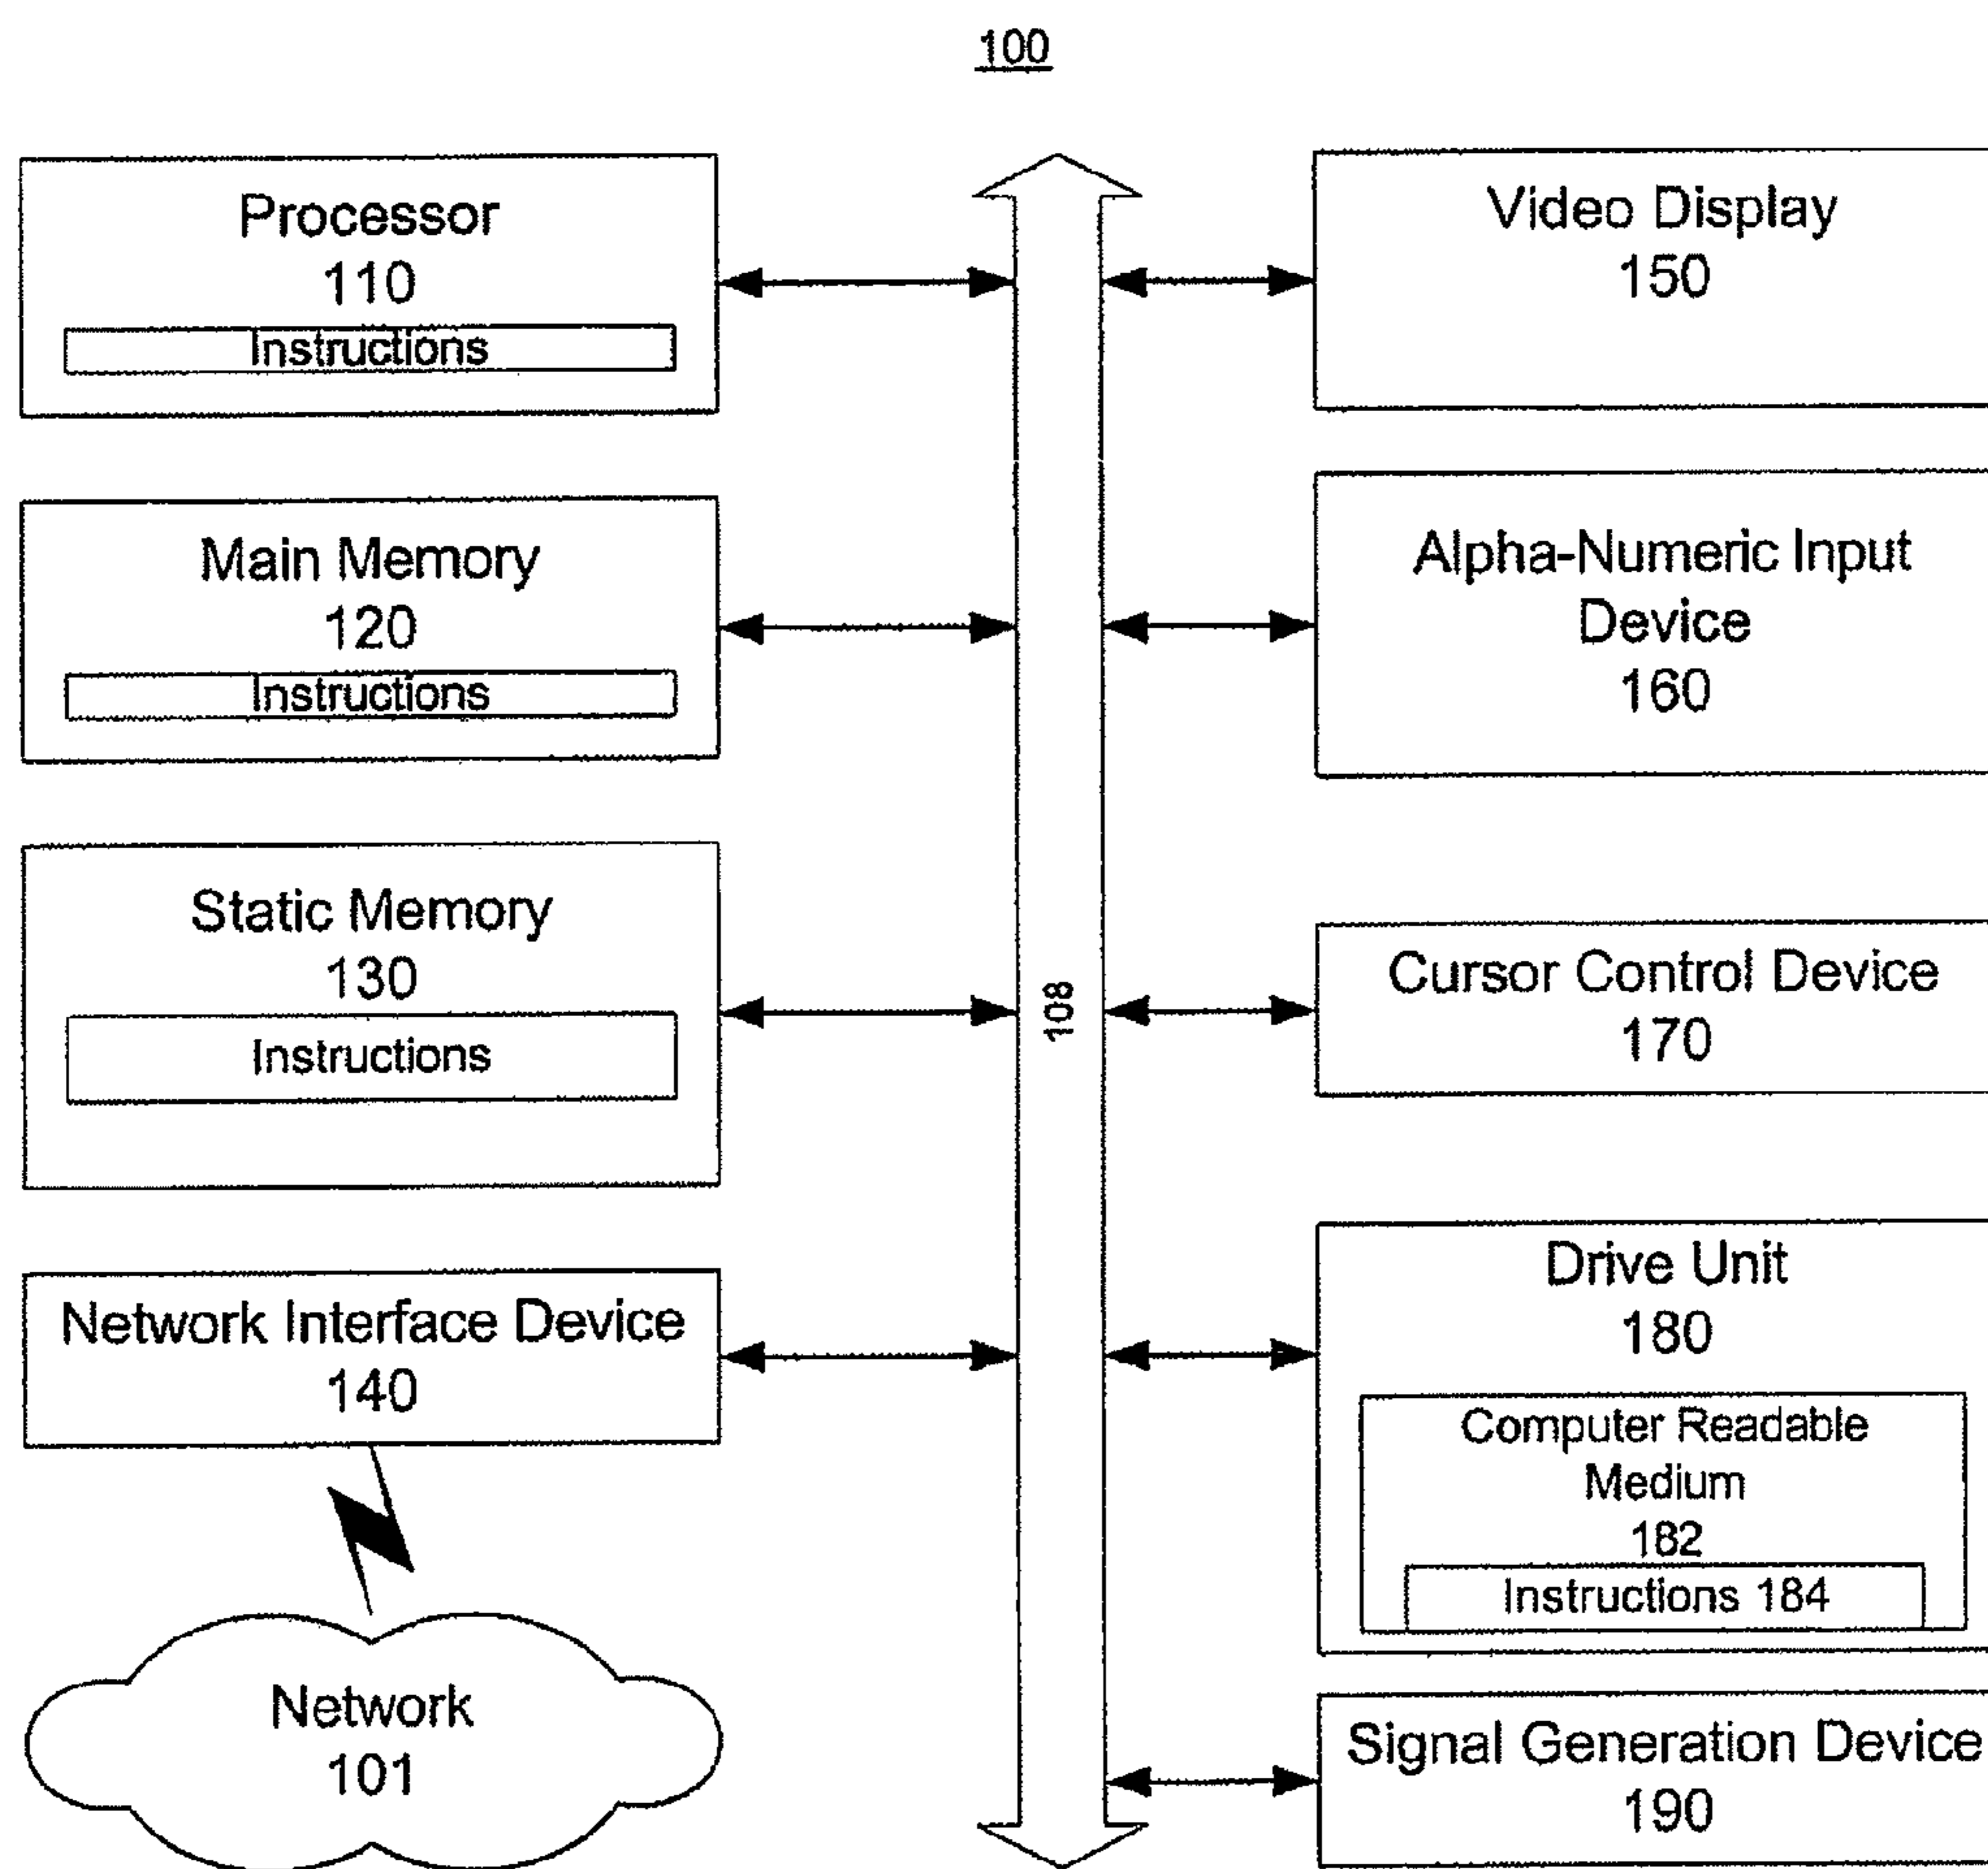 100
Processor
110
Instructions
Main Memory
120
Instructions
Static Memory
130
Instructions
Network Interface Device
140
Network
101
108
Video Display
150
Alpha-Numeric Input
Device
160
Cursor Control Device
170
Drive Unit
180
Computer Readable
Medium
182
Instructions 184
Signal Generation Device
190